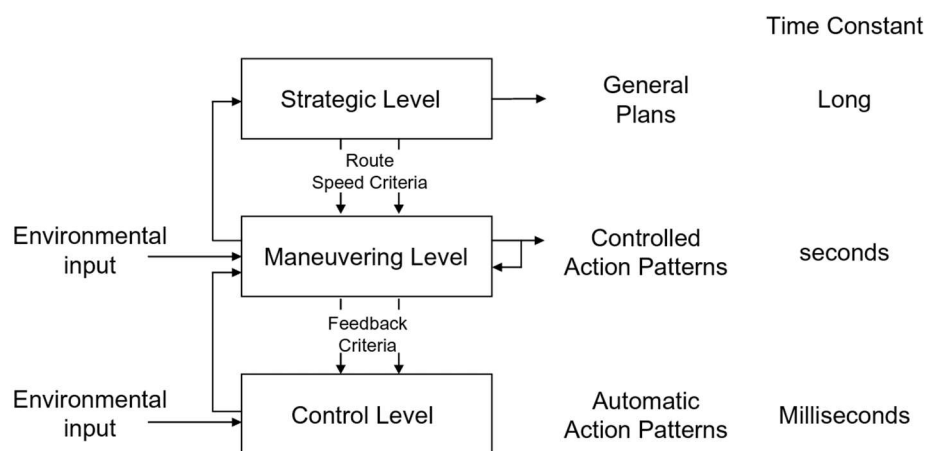 Time Constant
Strategic Level
General
Plans
Long
Route
Speed Criteria
Environmental
input
Maneuvering Level
Controlled
Action Patterns
seconds
Feedback
Criteria
Environmental
input
Control Level
Automatic
Action Patterns
Milliseconds